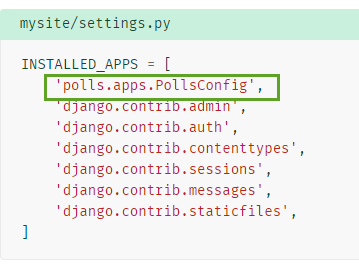 mysite/settings.py
INSTALLED_APPS = [
'polls.apps.PollsConfig',
'django.contrib.admin',
'django.contrib.auth',
'django.contrib.contenttypes',
'django.contrib.sessions',
'django.contrib.messages',
'django.contrib.staticfiles',
]